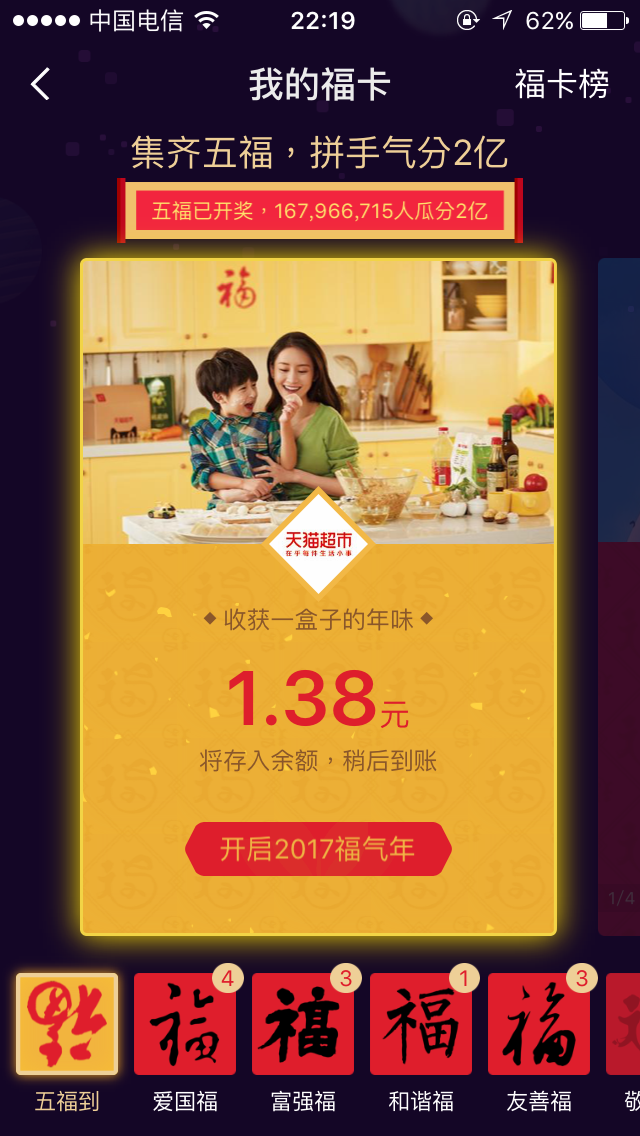 中国电信 22:19 62%
我的福卡 福卡榜
集齐五福，拼手气分2亿
五福已开奖，167,966,715人瓜分2亿
福
天猫超市
天猫超市
在乎每件生活小事
收获一盒子的年味
1.38元
将存入余额，稍后到账
开启2017福气年
1/4
福 福 4 福 3 福 1 福 3
五福到 爱国福 富强福 和谐福 友善福 敬